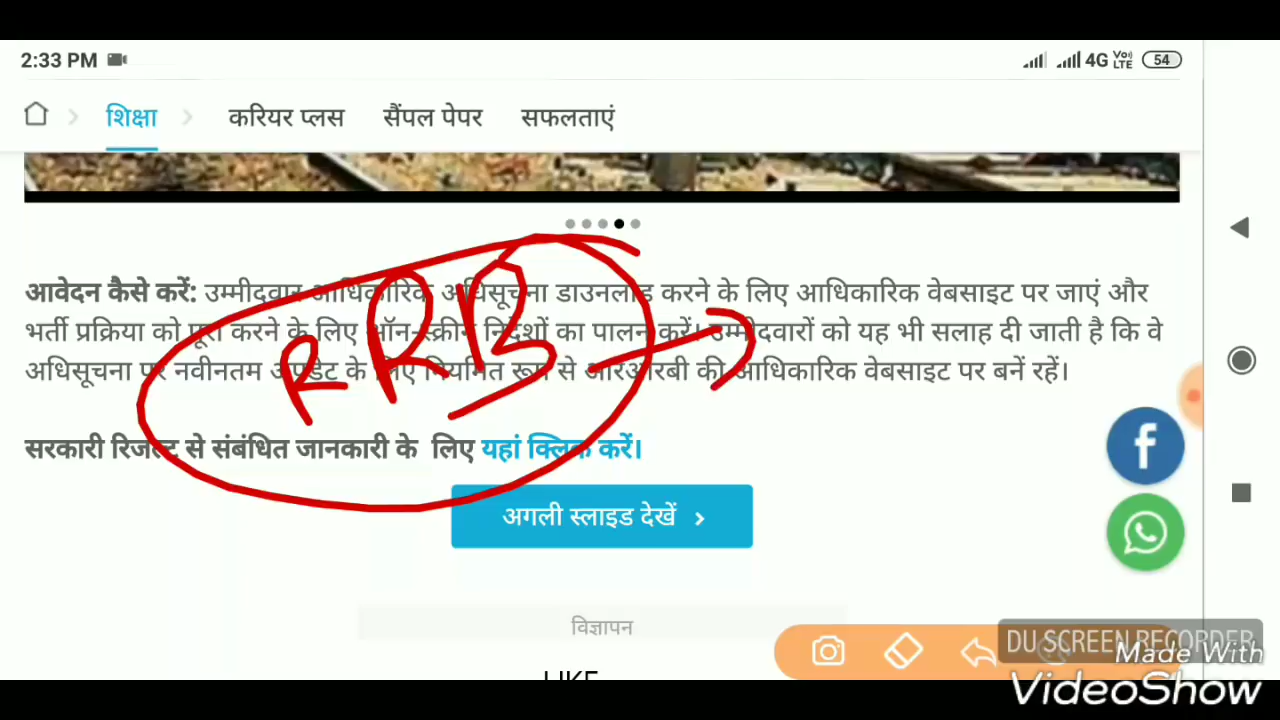 2:33 PM 4G Vo) LTE 54
शिक्षा करियर प्लस सैंपल पेपर सफलताएं
आवेदन कैसे करें: उम्मीदवार आधिकारिक अधिसूचना डाउनलोड करने के लिए आधिकारिक वेबसाइट पर जाएं और
भर्ती प्रक्रिया को पूरा करने के लिए ऑन-स्क्रीन निर्देशों का पालन करें। उम्मीदवारों को यह भी सलाह दी जाती है कि वे
अधिसूचना पर नवीनतम अपडेट के लिए नियमित रूप से आरआरबी की आधिकारिक वेबसाइट पर बनें रहें।
RRB
सरकारी रिजल्ट से संबंधित जानकारी के लिए यहां क्लिक करें।
f
अगली स्लाइड देखें
विज्ञापन
DU SCREEN RECORDER
Made With
VideoShow
LIKE